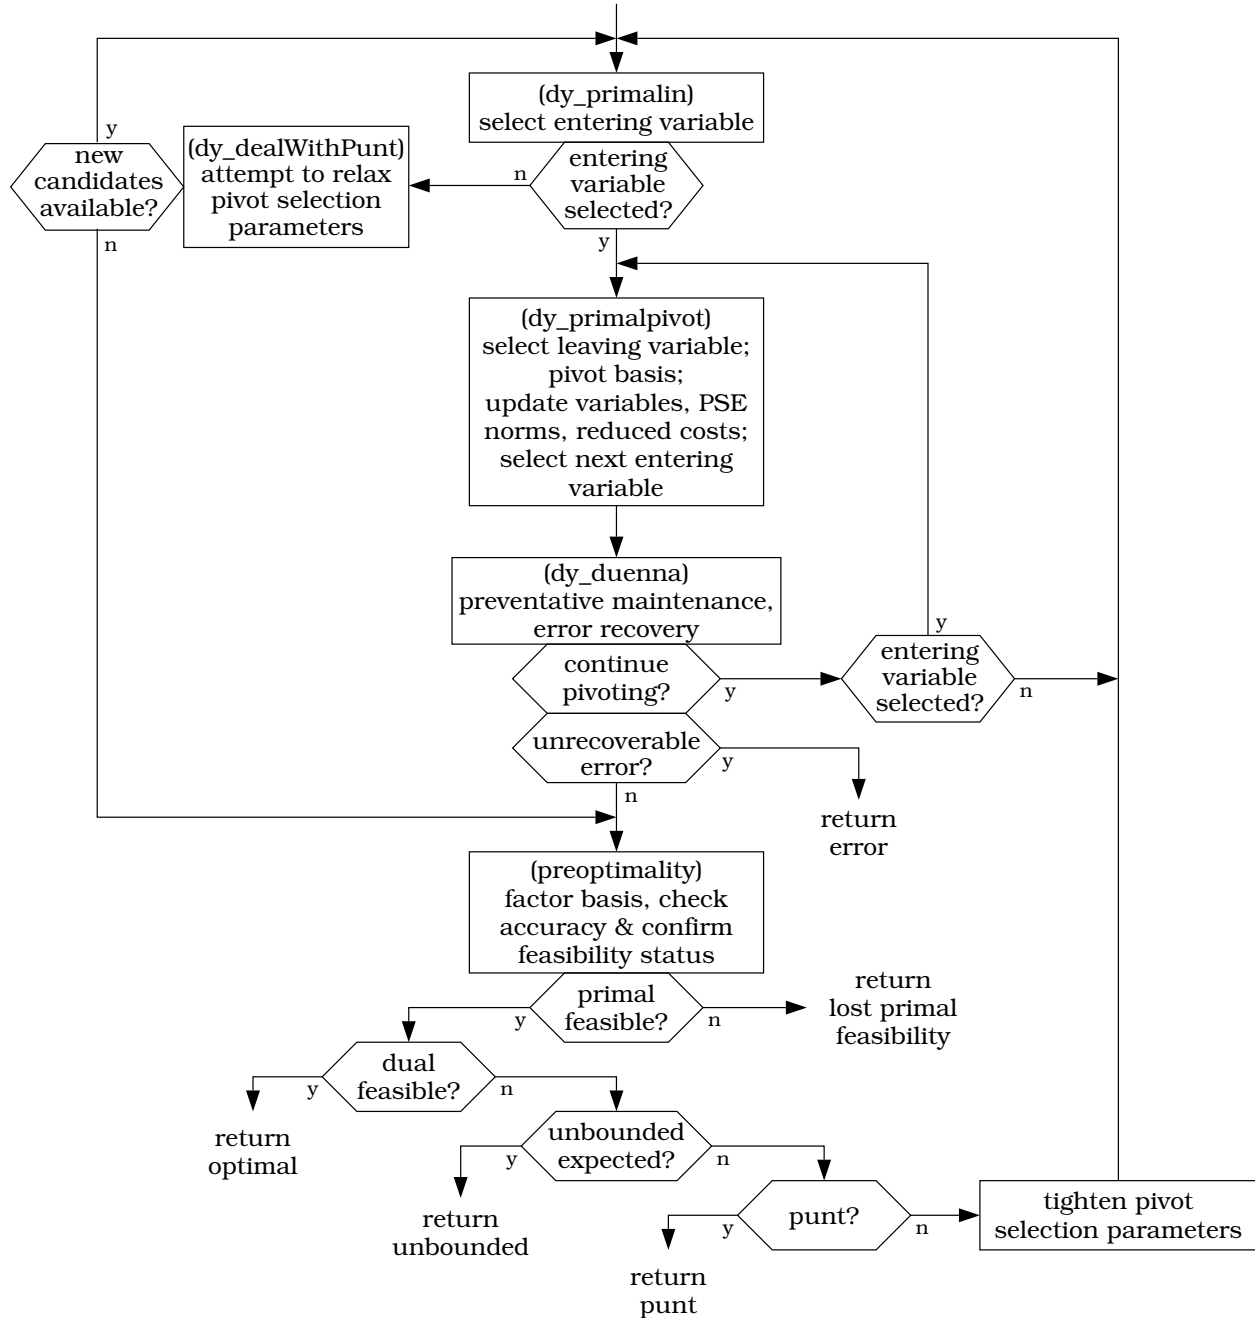 (dy_primalin)
select entering variable
y
new
candidates
available?
n
(dy_dealWithPunt)
attempt to relax
pivot selection
parameters
n
entering
variable
selected?
y
(dy_primalpivot)
select leaving variable;
pivot basis;
update variables, PSE
norms, reduced costs;
select next entering
variable
(dy_duenna)
preventative maintenance,
error recovery
continue
pivoting?
y
y
entering
variable
selected?
n
unrecoverable
error?
y
n
return
error
(preoptimality)
factor basis, check
accuracy & confirm
feasibility status
primal
feasible?
y
n
return
lost primal
feasibility
dual
feasible?
y
n
return
optimal
unbounded
expected?
y
n
return
unbounded
punt?
y
n
return
punt
tighten pivot
selection parameters